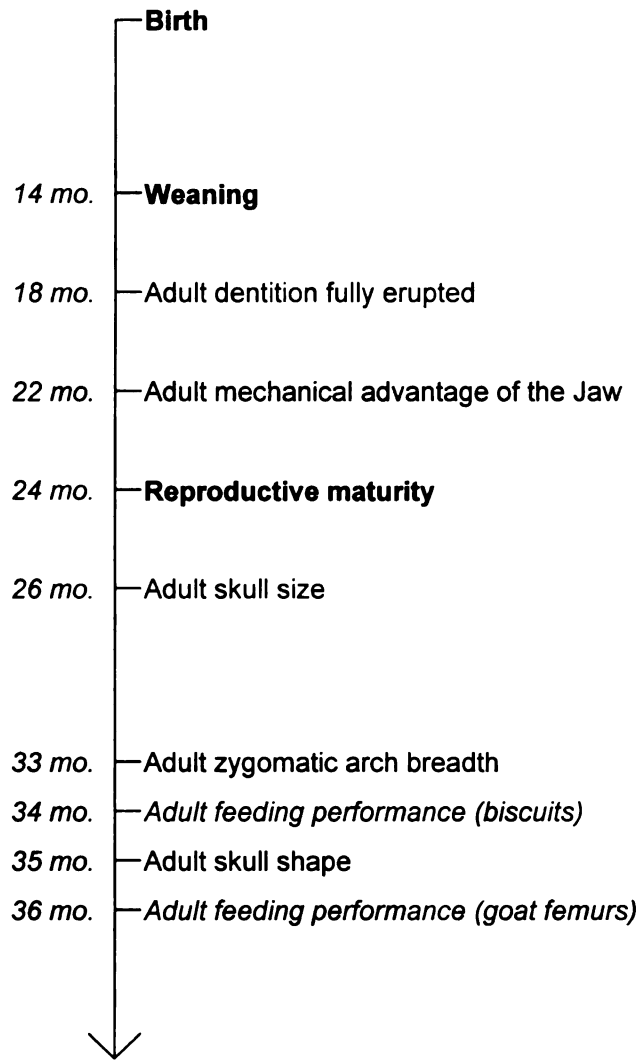 Birth
14 mo. Weaning
18 mo. Adult dentition fully erupted
22 mo. Adult mechanical advantage of the Jaw
24 mo. Reproductive maturity
26 mo. Adult skull size
33 mo. Adult zygomatic arch breadth
34 mo. Adult feeding performance (biscuits)
35 mo. Adult skull shape
36 mo. Adult feeding performance (goat femurs)